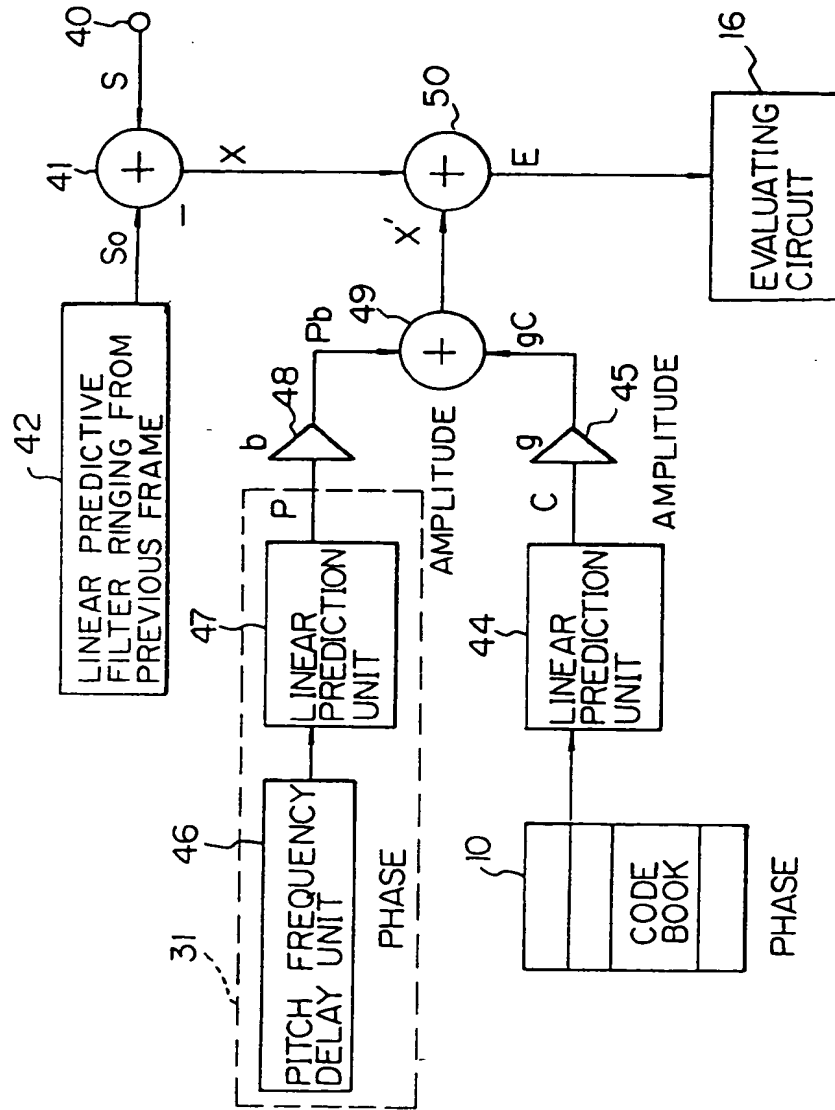 42
LINEAR PREDICTIVE
FILTER RINGING FROM
PREVIOUS FRAME
So
41
+
−
S
40
X
31
46
PITCH FREQUENCY
DELAY UNIT
47
LINEAR
PREDICTION
UNIT
P
b
48
Pb
PHASE
AMPLITUDE
49
+
X'
50
+
E
10
CODE
BOOK
PHASE
44
LINEAR
PREDICTION
UNIT
C
g
45
gC
AMPLITUDE
16
EVALUATING
CIRCUIT